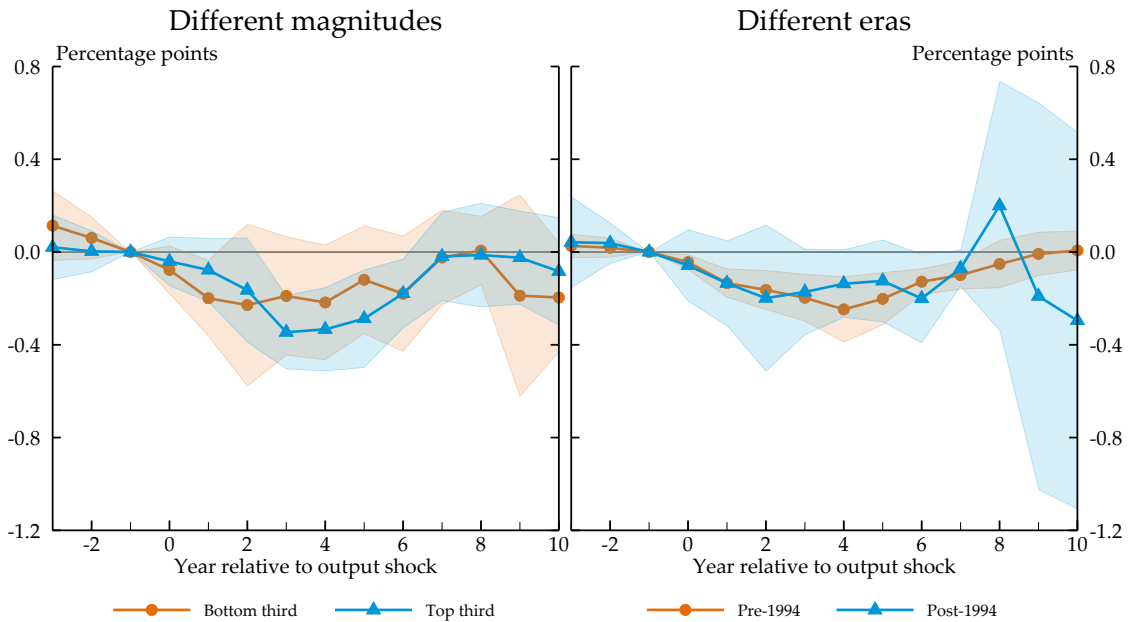 Different magnitudes Different eras
Percentage points Percentage points
0.8 0.8
0.4 0.4
0.0 0.0
-0.4 -0.4
-0.8 -0.8
-1.2 -1.2
-2 0 2 4 6 8 10 -2 0 2 4 6 8 10
Year relative to output shock Year relative to output shock
Bottom third Top third Pre-1994 Post-1994